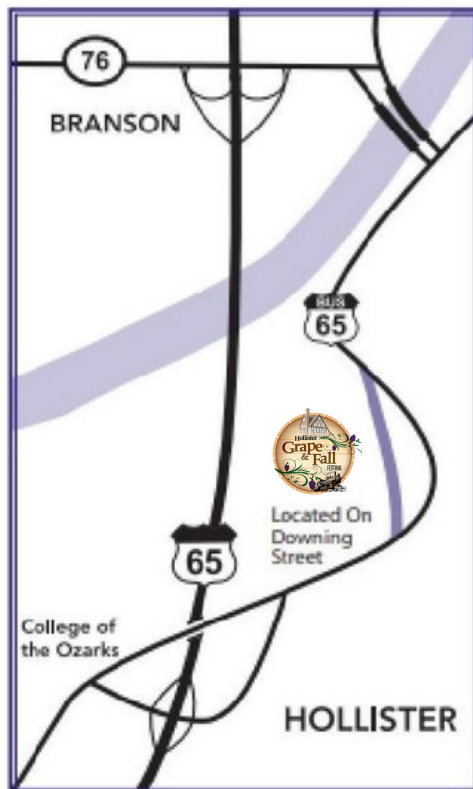 76
BRANSON
BUS
65
Hollister
Grape
& Fall
FESTIVAL
Located On
Downing
Street
65
College of
the Ozarks
HOLLISTER